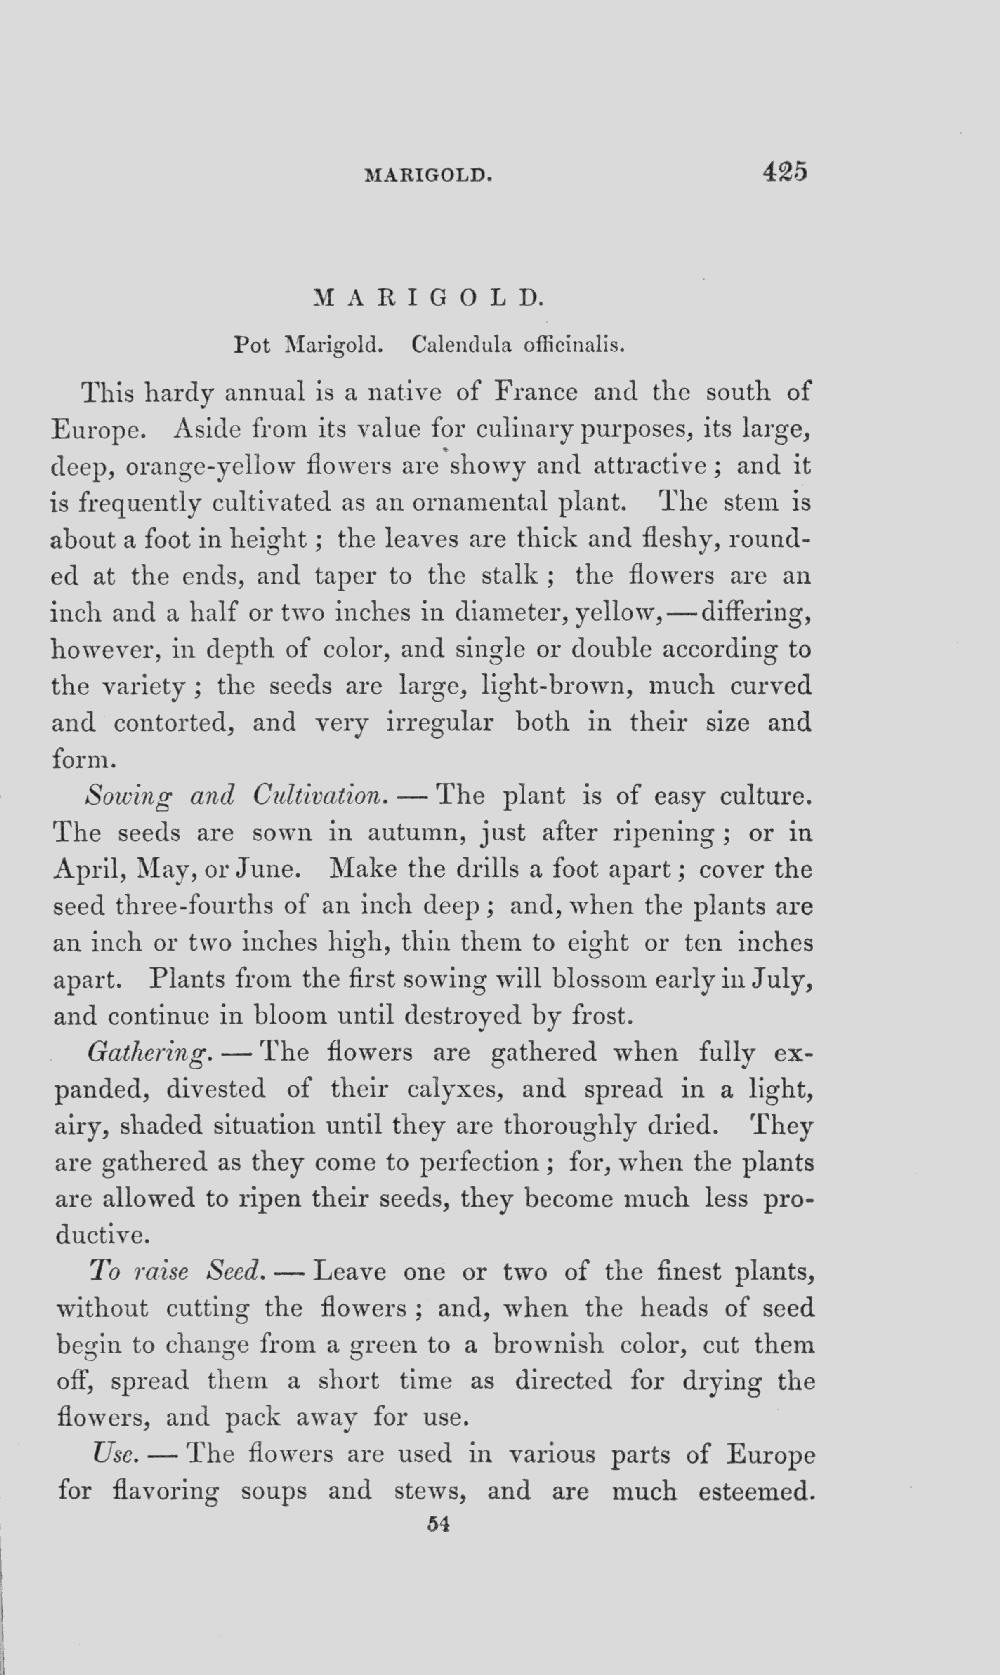 MARIGOLD. 425
MARIGOLD.
Pot Marigold. Calendula officinalis.
This hardy annual is a native of France and the south of
Europe. Aside from its value for culinary purposes, its large,
deep, orange-yellow flowers are showy and attractive; and it
is frequently cultivated as an ornamental plant. The stem is
about a foot in height; the leaves are thick and fleshy, round-
ed at the ends, and taper to the stalk; the flowers are an
inch and a half or two inches in diameter, yellow,—differing,
however, in depth of color, and single or double according to
the variety; the seeds are large, light-brown, much curved
and contorted, and very irregular both in their size and
form.
Sowing and Cultivation. — The plant is of easy culture.
The seeds are sown in autumn, just after ripening; or in
April, May, or June. Make the drills a foot apart; cover the
seed three-fourths of an inch deep; and, when the plants are
an inch or two inches high, thin them to eight or ten inches
apart. Plants from the first sowing will blossom early in July,
and continue in bloom until destroyed by frost.
Gathering. — The flowers are gathered when fully ex-
panded, divested of their calyxes, and spread in a light,
airy, shaded situation until they are thoroughly dried. They
are gathered as they come to perfection; for, when the plants
are allowed to ripen their seeds, they become much less pro-
ductive.
To raise Seed. — Leave one or two of the finest plants,
without cutting the flowers; and, when the heads of seed
begin to change from a green to a brownish color, cut them
off, spread them a short time as directed for drying the
flowers, and pack away for use.
Use. — The flowers are used in various parts of Europe
for flavoring soups and stews, and are much esteemed.
54